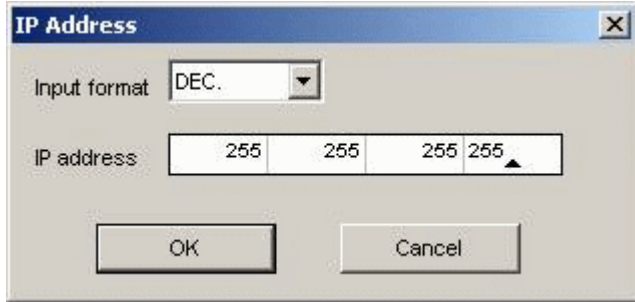 IP Address
Input format DEC.
IP address 255 255 255 255
OK Cancel